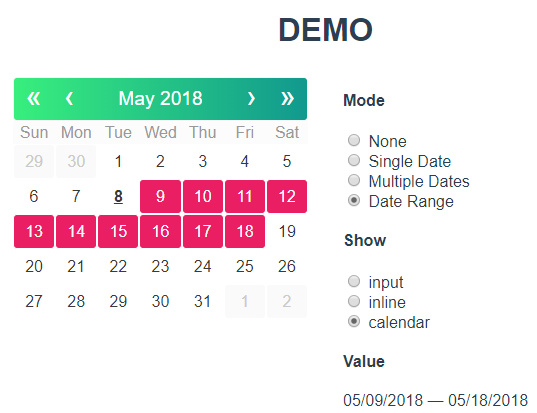 DEMO
« ‹ May 2018 › »
Sun Mon Tue Wed Thu Fri Sat
29 30 1 2 3 4 5
6 7 8 9 10 11 12
13 14 15 16 17 18 19
20 21 22 23 24 25 26
27 28 29 30 31 1 2
Mode
None
Single Date
Multiple Dates
Date Range
Show
input
inline
calendar
Value
05/09/2018 — 05/18/2018